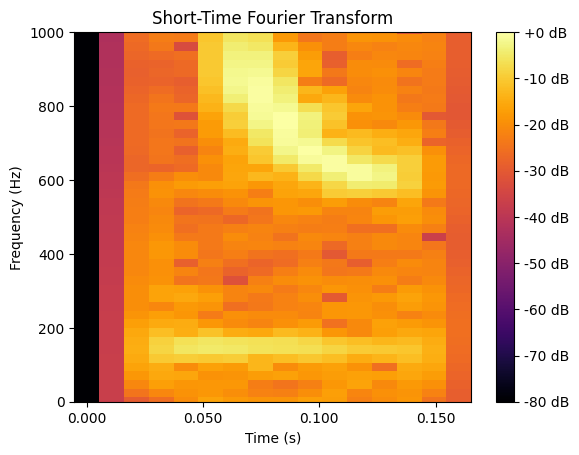 Short-Time Fourier Transform
1000
800
600
400
200
0
Frequency (Hz)
0.000
0.050
0.100
0.150
Time (s)
+0 dB
-10 dB
-20 dB
-30 dB
-40 dB
-50 dB
-60 dB
-70 dB
-80 dB